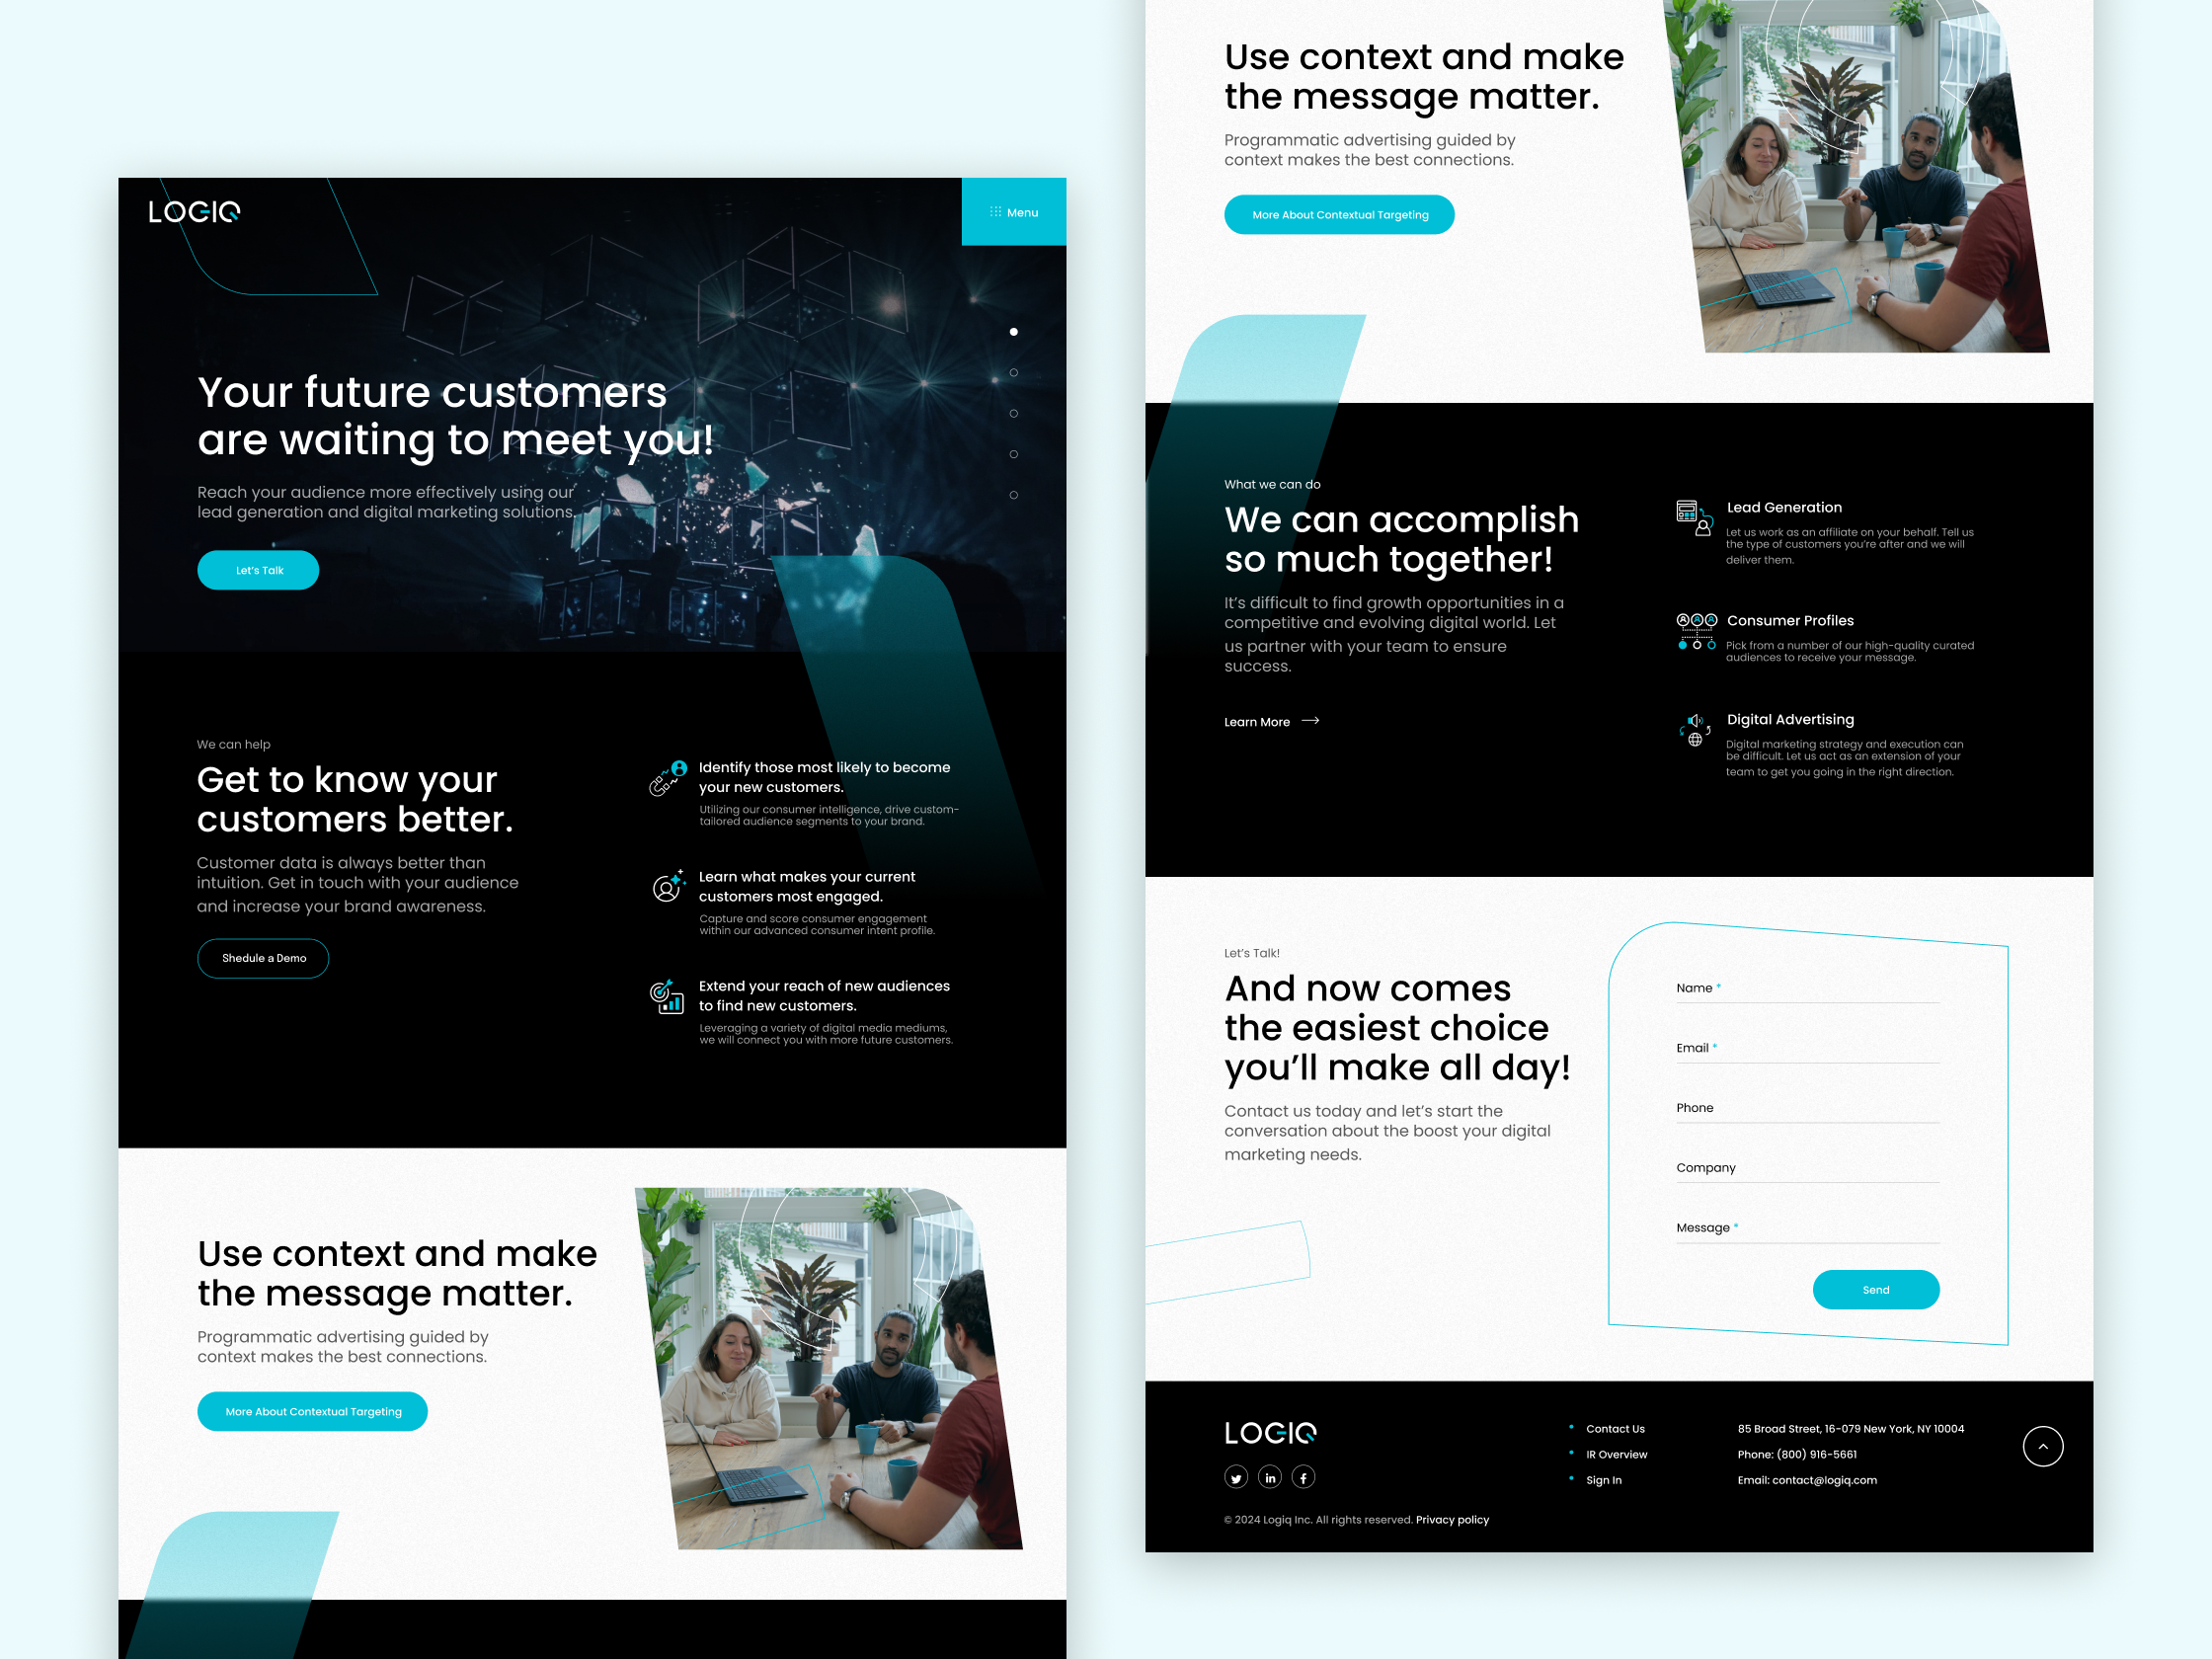 LOGIQ
Menu
Your future customers
are waiting to meet you!
Reach your audience more effectively using our
lead generation and digital marketing solutions.
Let's Talk
We can help
Get to know your
customers better.
Customer data is always better than
intuition. Get in touch with your audience
and increase your brand awareness.
Shedule a Demo
Identify those most likely to become
your new customers.
Utilizing our consumer intelligence, drive custom-
tailored audience segments to your brand.
Learn what makes your current
customers most engaged.
Capture and score consumer engagement
within our advanced consumer intent profile.
Extend your reach of new audiences
to find new customers.
Leveraging a variety of digital media mediums,
we will connect you with more future customers.
Use context and make
the message matter.
Programmatic advertising guided by
context makes the best connections.
More About Contextual Targeting
Use context and make
the message matter.
Programmatic advertising guided by
context makes the best connections.
More About Contextual Targeting
What we can do
We can accomplish
so much together!
It's difficult to find growth opportunities in a
competitive and evolving digital world. Let
us partner with your team to ensure
success.
Learn More
Lead Generation
Let us work as an affiliate on your behalf. Tell us
the type of customers you're after and we will
deliver them.
Consumer Profiles
Pick from a number of our high-quality curated
audiences to receive your message.
Digital Advertising
Digital marketing strategy and execution can
be difficult. Let us act as an extension of your
team to get you going in the right direction.
Let's Talk!
And now comes
the easiest choice
you'll make all day!
Contact us today and let's start the
conversation about the boost your digital
marketing needs.
Name *
Email *
Phone
Company
Message *
Send
LOGIQ
in f
© 2024 Logiq Inc. All rights reserved. Privacy policy
Contact Us
IR Overview
Sign In
85 Broad Street, 16-079 New York, NY 10004
Phone: (800) 916-5661
Email: contact@logiq.com